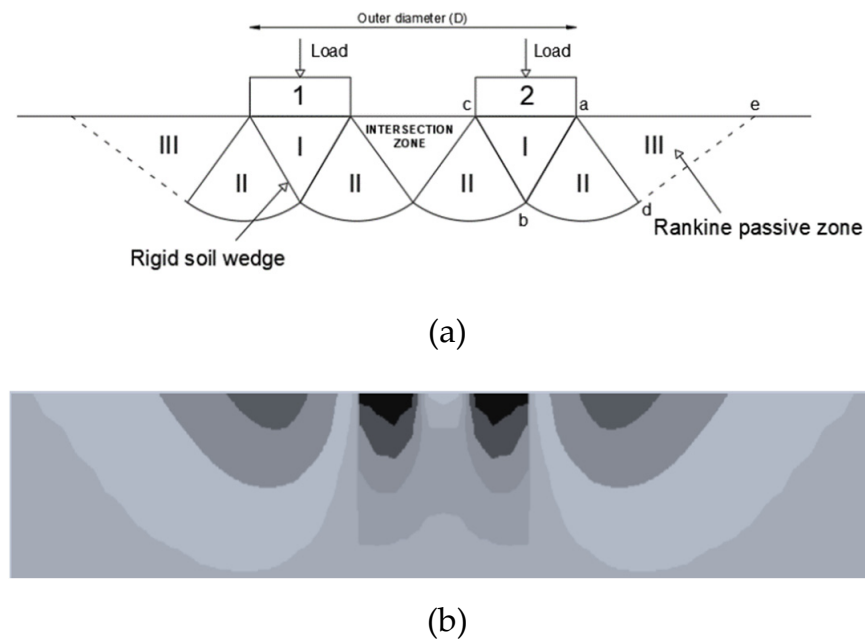 Outer diameter (D)
Load
Load
1
2
c
a
e
III
I
INTERSECTION
ZONE
I
III
II
II
II
II
b
d
Rigid soil wedge
Rankine passive zone
(a)
(b)